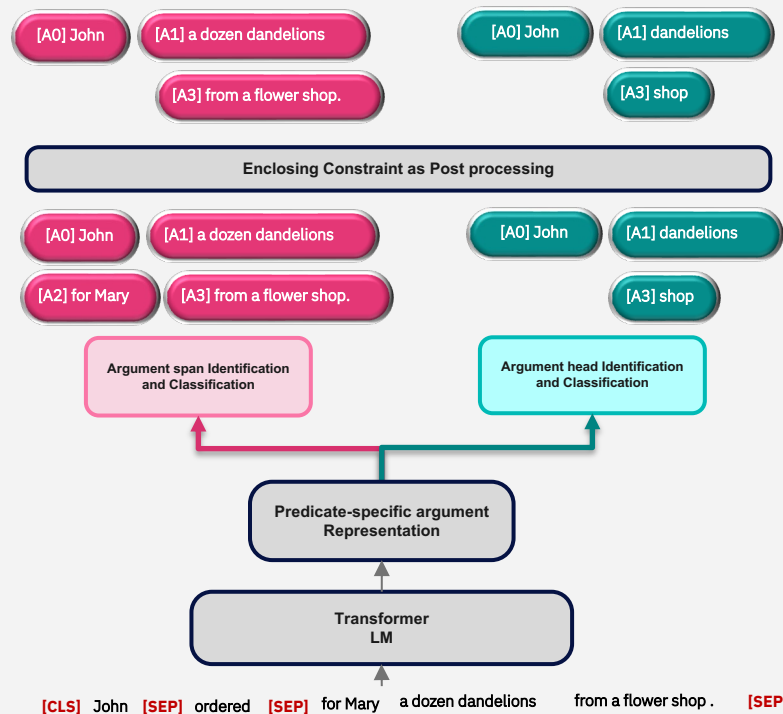 [A0] John [A1] a dozen dandelions [A0] John [A1] dandelions
[A3] from a flower shop. [A3] shop
Enclosing Constraint as Post processing
[A0] John [A1] a dozen dandelions [A0] John [A1] dandelions
[A2] for Mary [A3] from a flower shop. [A3] shop
Argument span Identification
and Classification
Argument head Identification
and Classification
Predicate-specific argument
Representation
Transformer
LM
[CLS] John [SEP] ordered [SEP] for Mary a dozen dandelions from a flower shop . [SEP